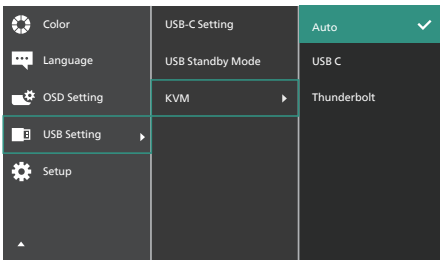 Color
Language
OSD Setting
USB Setting
Setup
USB-C Setting
USB Standby Mode
KVM
Auto
USB C
Thunderbolt